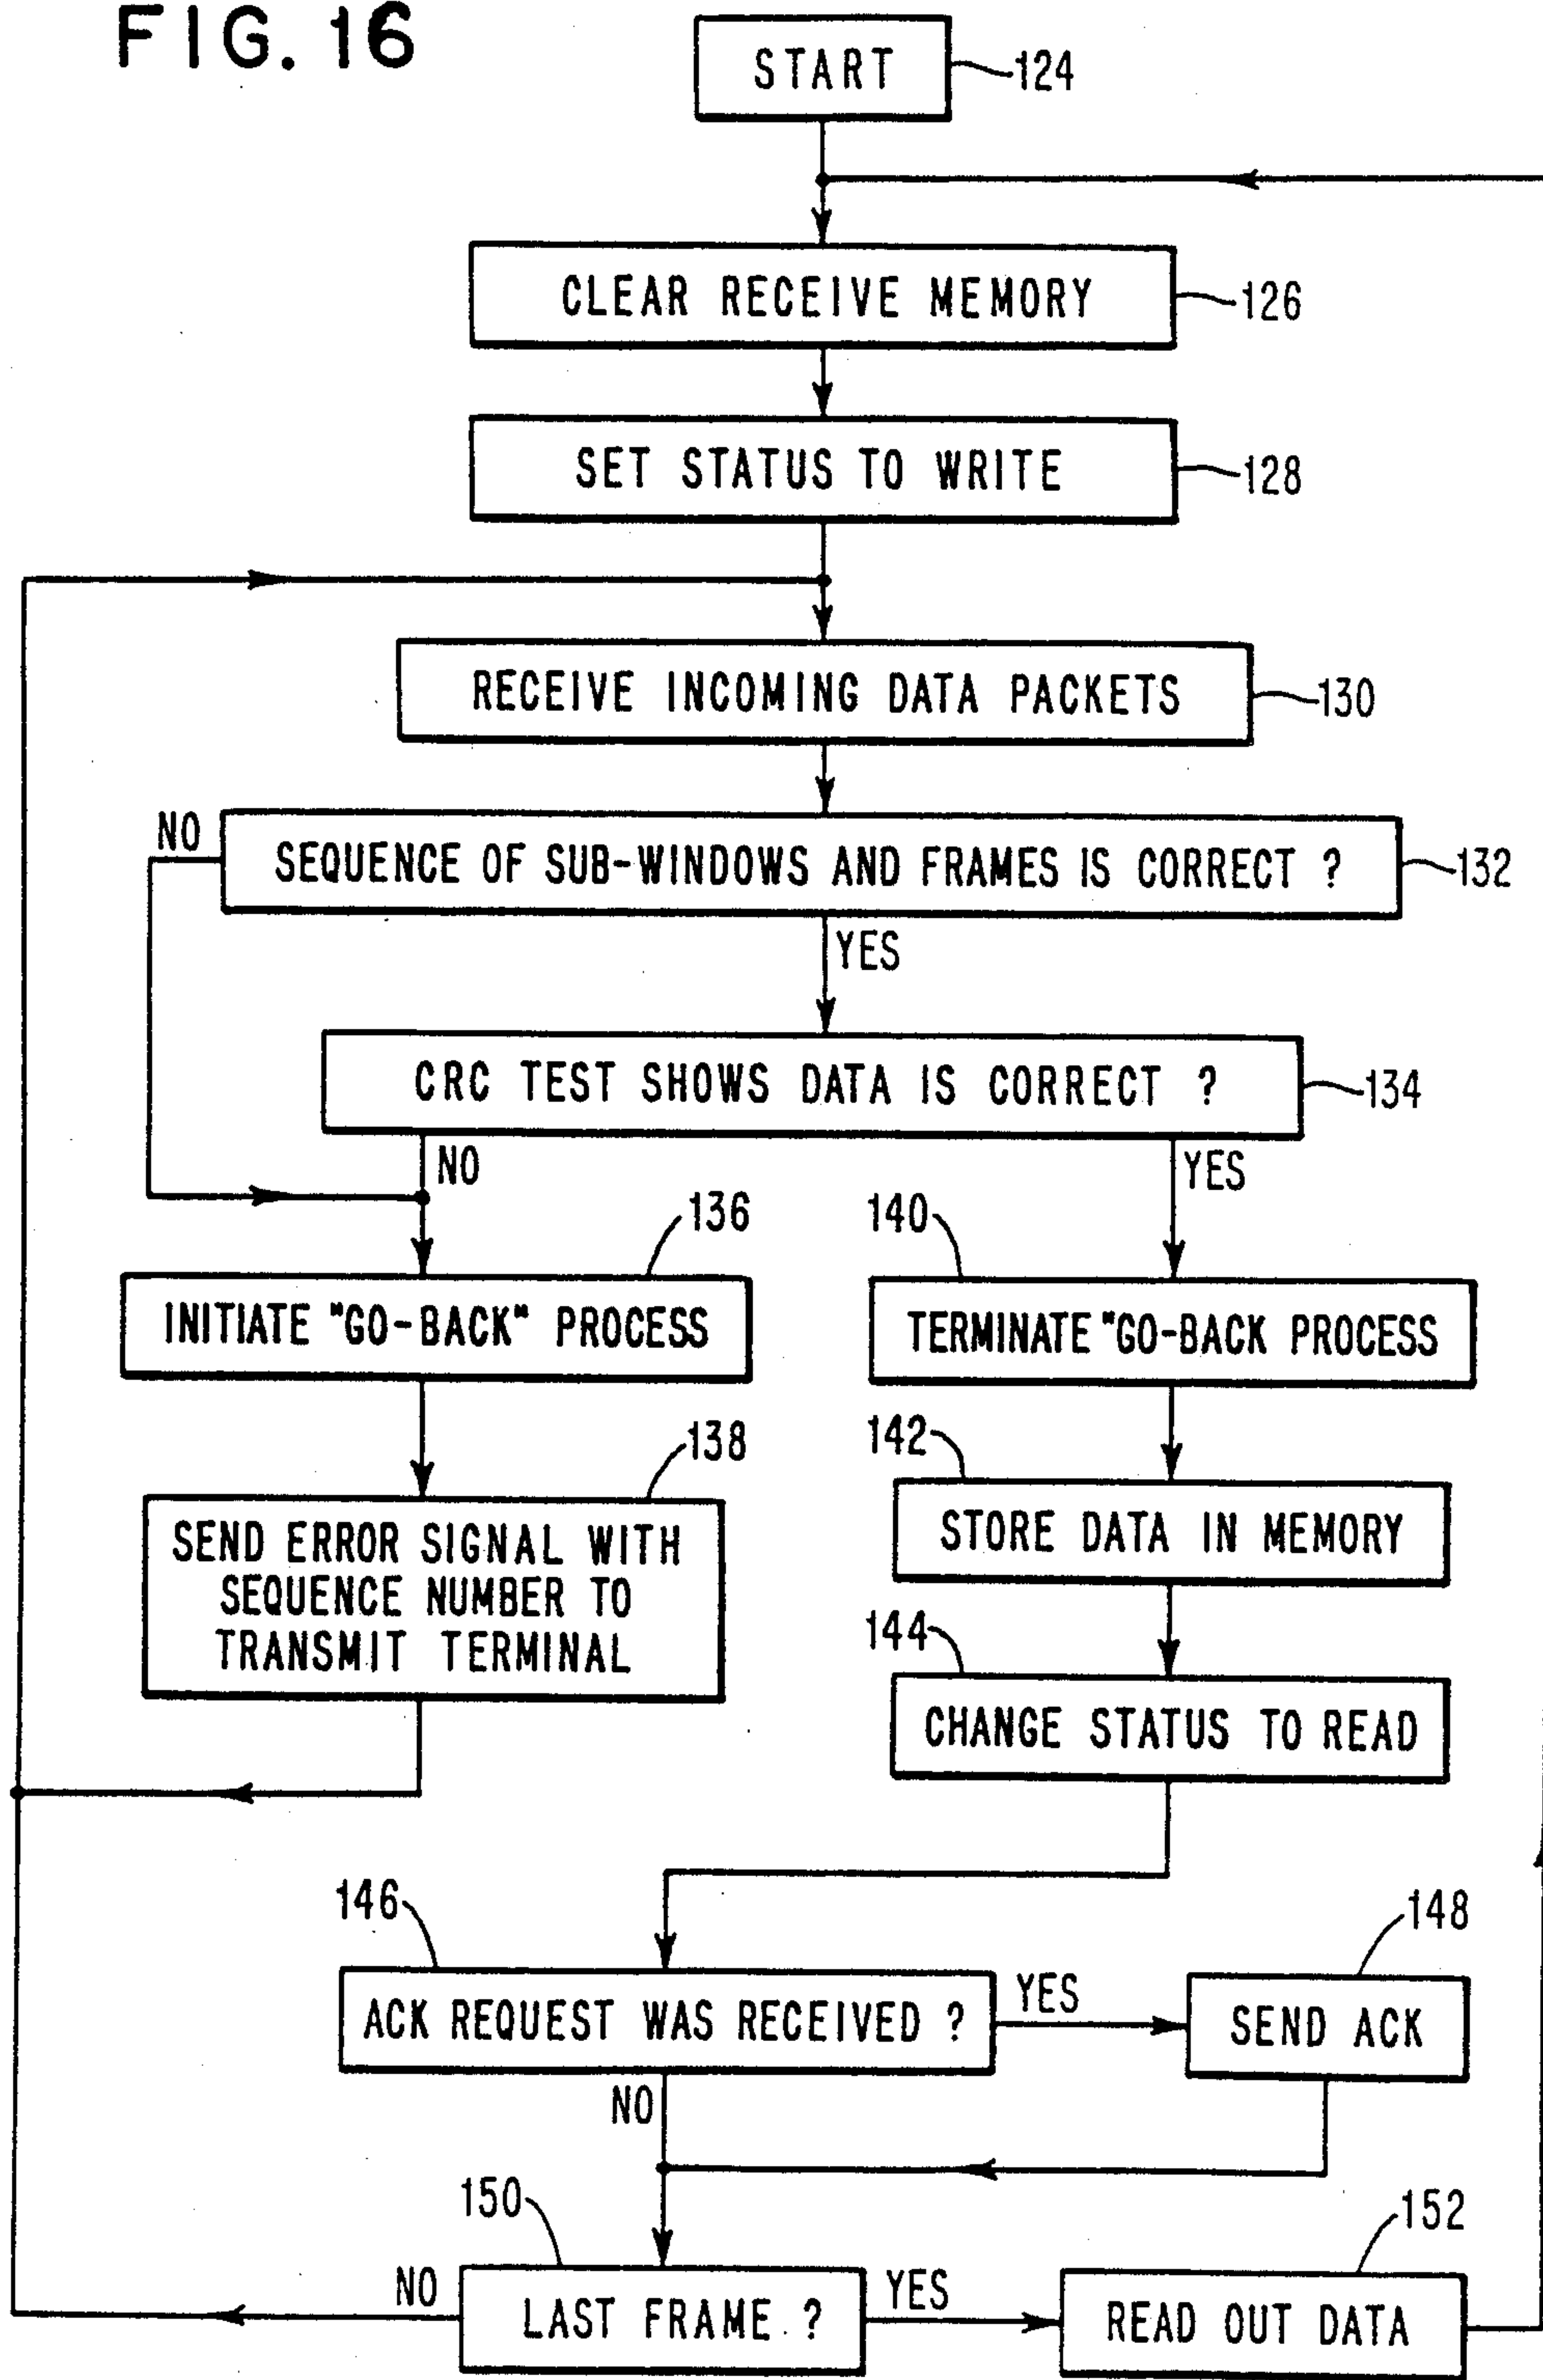 FIG. 16
START
124
CLEAR RECEIVE MEMORY
126
SET STATUS TO WRITE
128
RECEIVE INCOMING DATA PACKETS
130
NO
SEQUENCE OF SUB-WINDOWS AND FRAMES IS CORRECT ?
132
YES
CRC TEST SHOWS DATA IS CORRECT ?
134
NO
YES
136
140
INITIATE "GO-BACK" PROCESS
TERMINATE "GO-BACK PROCESS
138
142
SEND ERROR SIGNAL WITH
SEQUENCE NUMBER TO
TRANSMIT TERMINAL
STORE DATA IN MEMORY
144
CHANGE STATUS TO READ
146
148
ACK REQUEST WAS RECEIVED ?
YES
SEND ACK
NO
150
152
NO
LAST FRAME ?
YES
READ OUT DATA